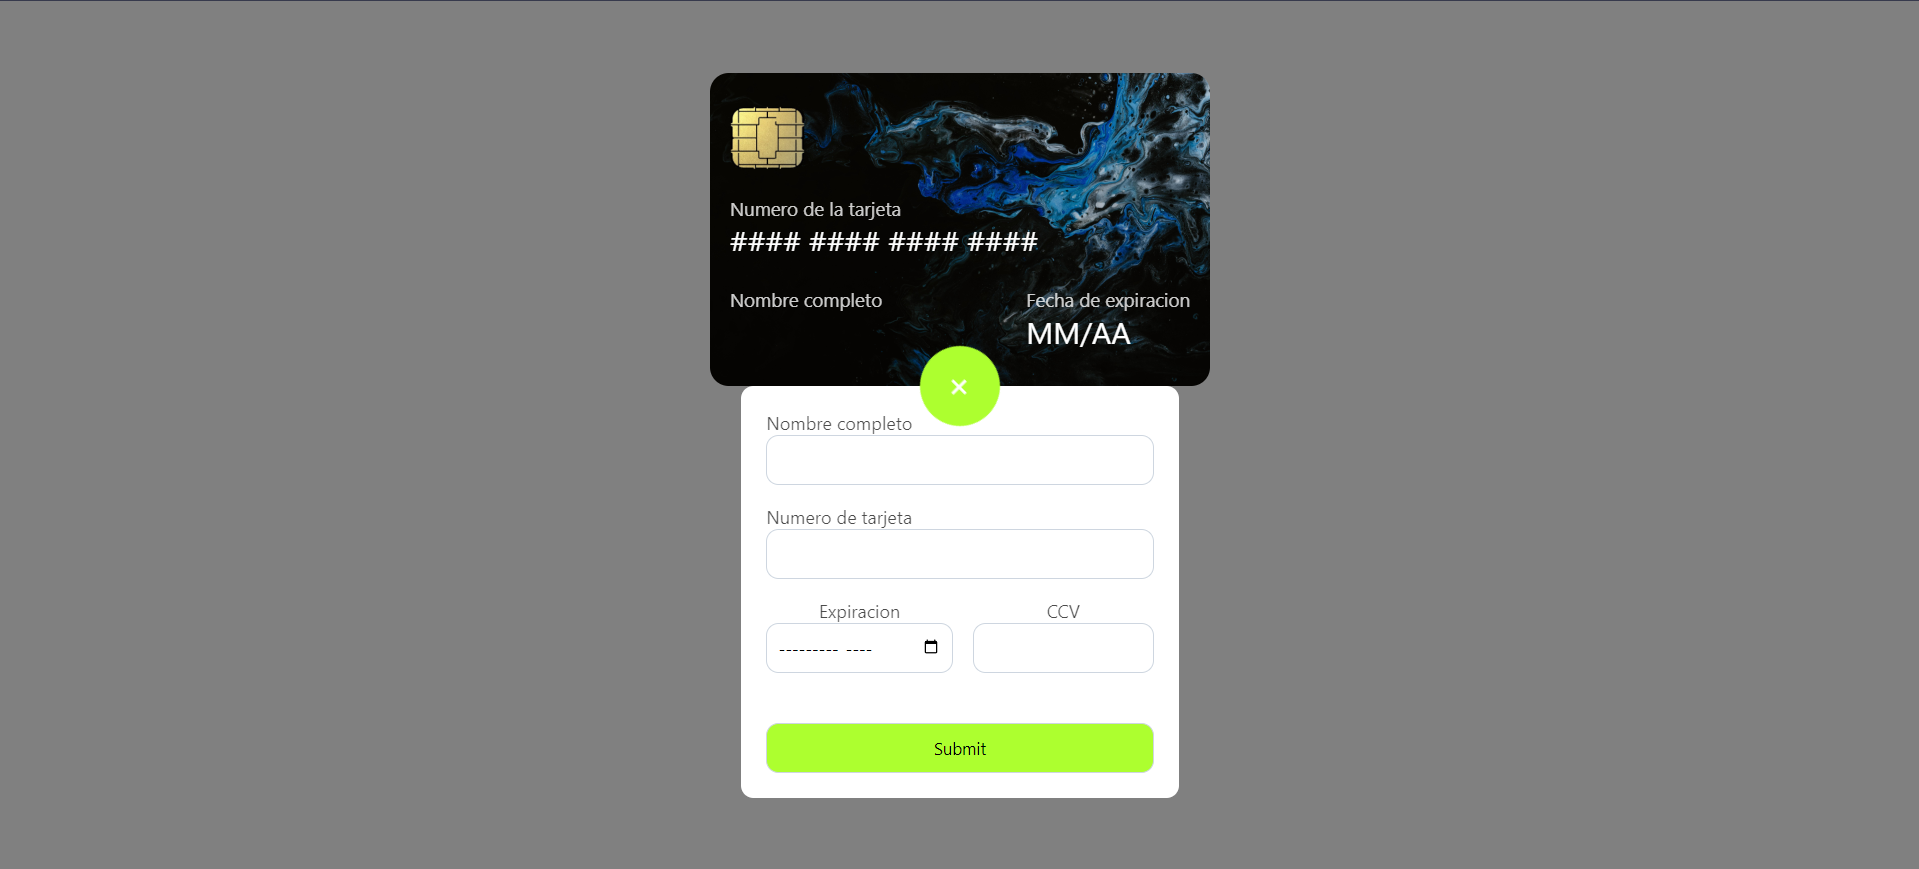 Numero de la tarjeta
#### #### #### ####
Nombre completo
Fecha de expiracion
MM/AA
×
Nombre completo
Numero de tarjeta
Expiracion
CCV
--------- ----
Submit